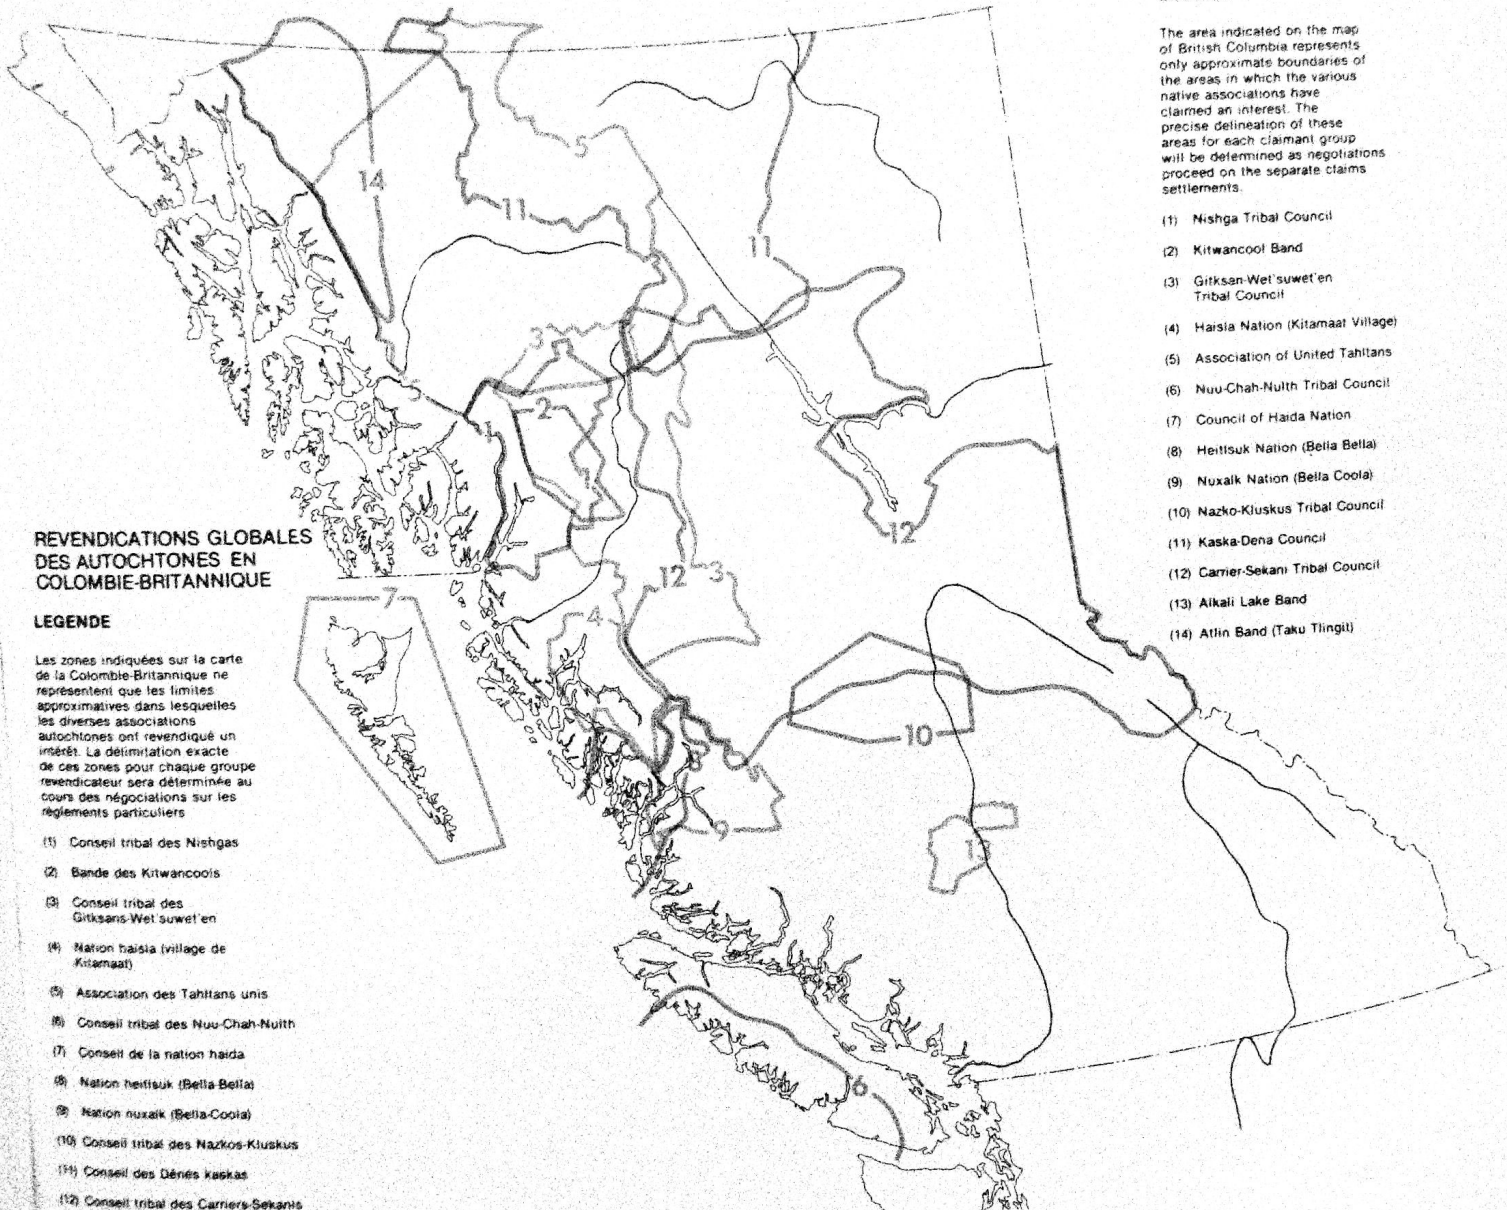 REVENDICATIONS GLOBALES
DES AUTOCHTONES EN
COLOMBIE-BRITANNIQUE
LEGENDE
Les zones indiquées sur la carte
de la Colombie-Britannique ne
représentent que les limites
approximatives dans lesquelles
les diverses associations
autochtones ont revendiqué un
intérêt. La délimitation exacte
de ces zones pour chaque groupe
revendicateur sera déterminée au
cours des négociations sur les
règlements particuliers
(1) Conseil tribal des Nishgas
(2) Bande des Kitwancools
(3) Conseil tribal des
Gitksans-Wet'suwet'en
(4) Nation haisla (village de
Kitamaat)
(5) Association des Tahltans unis
(6) Conseil tribal des Nuu-Chah-Nulth
(7) Conseil de la nation haida
(8) Nation heiltsuk (Bella-Bella)
(9) Nation nuxalk (Bella-Coola)
(10) Conseil tribal des Nazkos-Kluskus
(11) Conseil des Dénés kaskas
(12) Conseil tribal des Carriers-Sekanis
14
5
11
11
3
2
1
12
7
12
3
4
10
8
9
13
6
The area indicated on the map
of British Columbia represents
only approximate boundaries of
the areas in which the various
native associations have
claimed an interest. The
precise delineation of these
areas for each claimant group
will be determined as negotiations
proceed on the separate claims
settlements.
(1) Nishga Tribal Council
(2) Kitwancool Band
(3) Gitksan-Wet'suwet'en
Tribal Council
(4) Haisla Nation (Kitamaat Village)
(5) Association of United Tahltans
(6) Nuu-Chah-Nulth Tribal Council
(7) Council of Haida Nation
(8) Heiltsuk Nation (Bella Bella)
(9) Nuxalk Nation (Bella Coola)
(10) Nazko-Kluskus Tribal Council
(11) Kaska-Dena Council
(12) Carrier-Sekani Tribal Council
(13) Alkali Lake Band
(14) Atlin Band (Taku Tlingit)